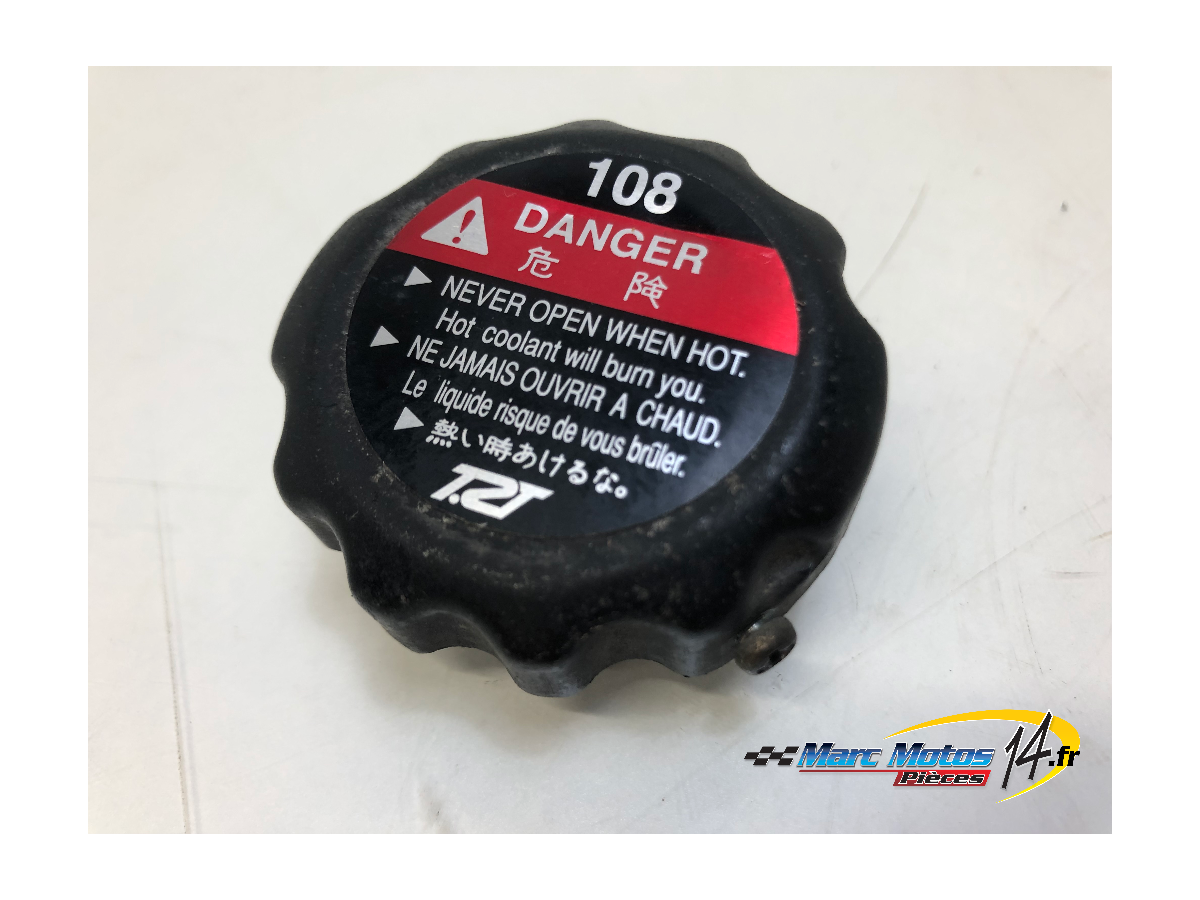 108
DANGER
危 険
NEVER OPEN WHEN HOT.
Hot coolant will burn you.
NE JAMAIS OUVRIR A CHAUD.
Le liquide risque de vous brûler.
熱い時あけるな。
Marc Motos 14.fr
Pièces